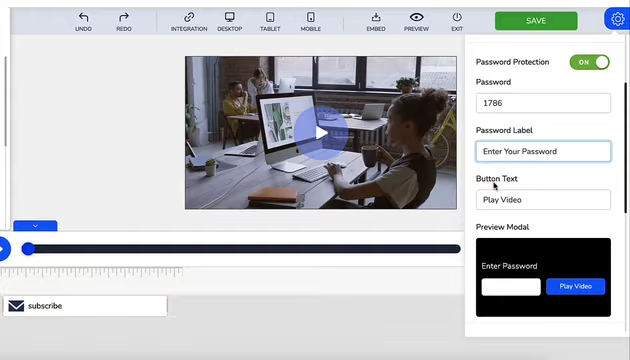 UNDO REDO INTEGRATION DESKTOP TABLET MOBILE EMBED PREVIEW EXIT SAVE
Password Protection ON
Password
1786
Password Label
Enter Your Password
Button Text
Play Video
Preview Modal
Enter Password
Play Video
subscribe